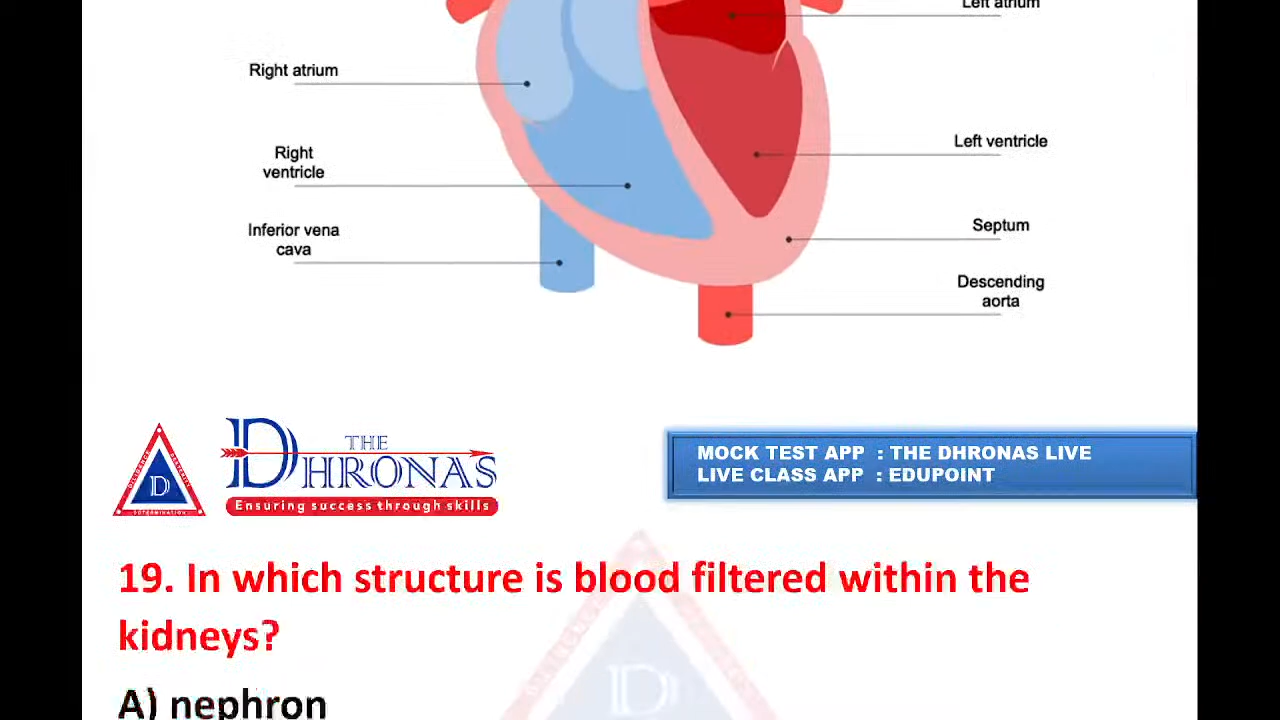 Left atrium
Right atrium
Left ventricle
Right
ventricle
Septum
Inferior vena
cava
Descending
aorta
THE
DHRONAS
Ensuring success through skills
D
DETERMINATION
MOCK TEST APP : THE DHRONAS LIVE
LIVE CLASS APP : EDUPOINT
19. In which structure is blood filtered within the
kidneys?
A) nephron
D